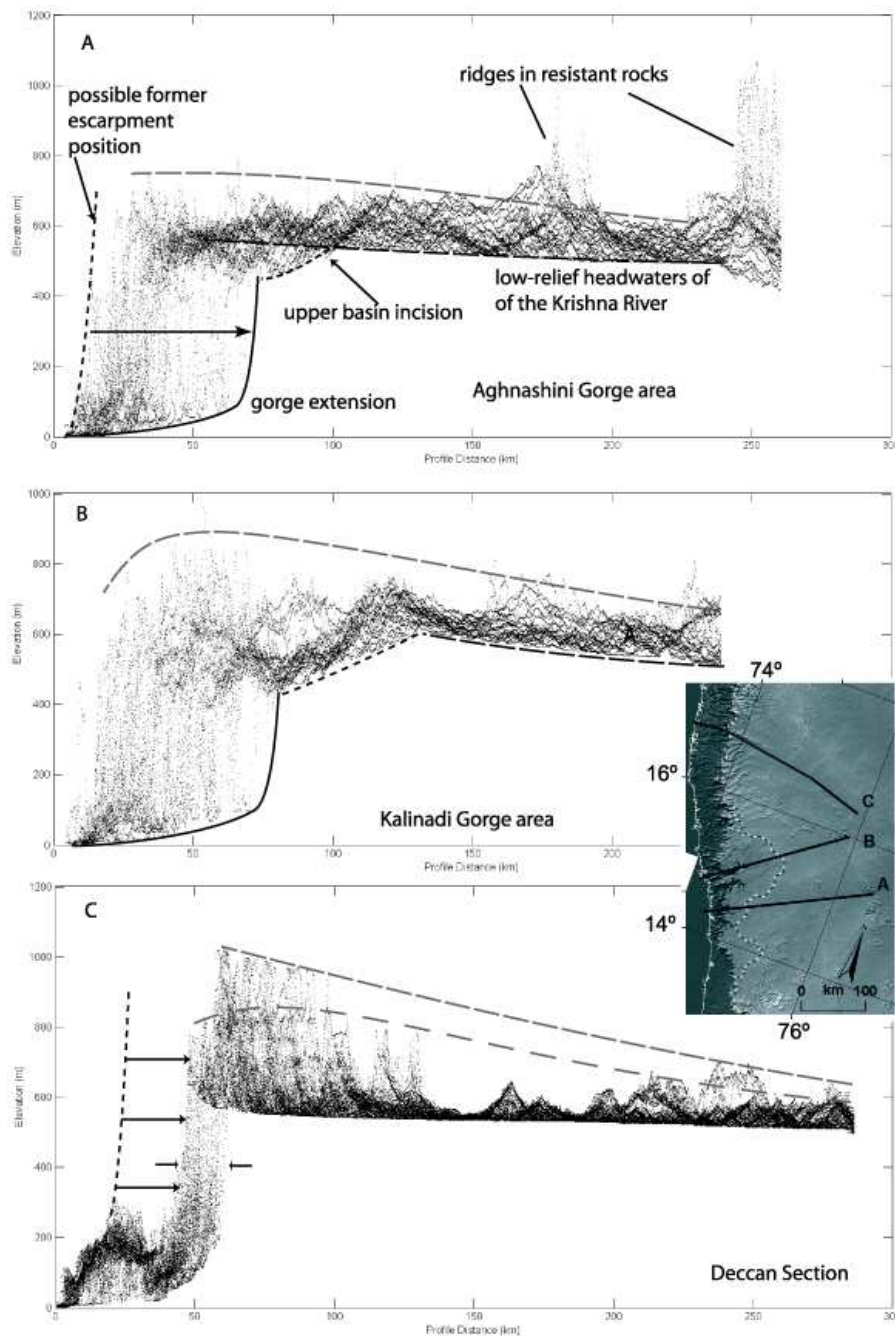 A
1200
1000
800
600
400
200
0
Elevation (m)
possible former
escarpment
position
ridges in resistant rocks
upper basin incision
low-relief headwaters of
of the Krishna River
gorge extension
Aghnashini Gorge area
0
50
100
150
200
250
300
Profile Distance (km)
B
1000
800
600
400
200
0
Elevation (m)
A
Kalinadi Gorge area
0
50
100
150
200
Profile Distance (km)
74º
16º
14º
76º
C
B
A
0 km 100
C
1200
1000
800
600
400
200
0
Elevation (m)
Deccan Section
0
50
100
150
200
250
300
Profile Distance (km)